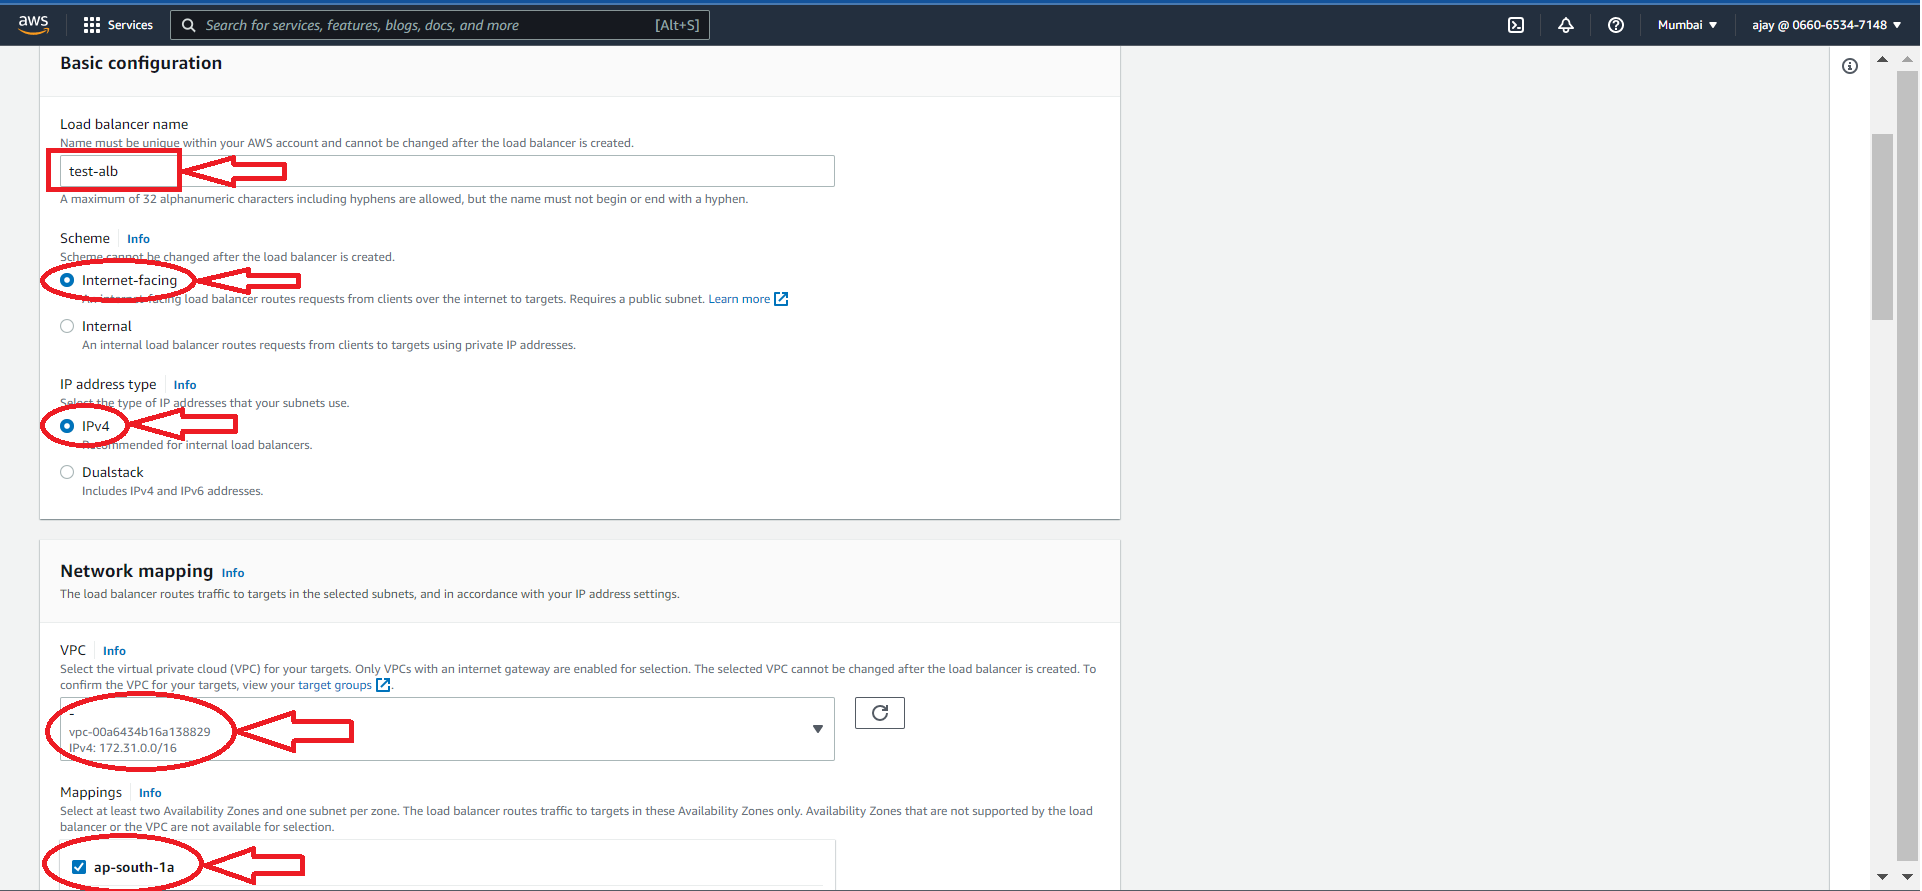 aws
Services
Search for services, features, blogs, docs, and more [Alt+S]
Mumbai
ajay @ 0660-6534-7148
Basic configuration
Load balancer name
Name must be unique within your AWS account and cannot be changed after the load balancer is created.
test-alb
A maximum of 32 alphanumeric characters including hyphens are allowed, but the name must not begin or end with a hyphen.
Scheme Info
Scheme cannot be changed after the load balancer is created.
Internet-facing
An internet-facing load balancer routes requests from clients over the internet to targets. Requires a public subnet. Learn more
Internal
An internal load balancer routes requests from clients to targets using private IP addresses.
IP address type Info
Select the type of IP addresses that your subnets use.
IPv4
Recommended for internal load balancers.
Dualstack
Includes IPv4 and IPv6 addresses.
Network mapping Info
The load balancer routes traffic to targets in the selected subnets, and in accordance with your IP address settings.
VPC Info
Select the virtual private cloud (VPC) for your targets. Only VPCs with an internet gateway are enabled for selection. The selected VPC cannot be changed after the load balancer is created. To
confirm the VPC for your targets, view your target groups.
-
vpc-00a6434b16a138829
IPv4: 172.31.0.0/16
Mappings Info
Select at least two Availability Zones and one subnet per zone. The load balancer routes traffic to targets in these Availability Zones only. Availability Zones that are not supported by the load
balancer or the VPC are not available for selection.
ap-south-1a